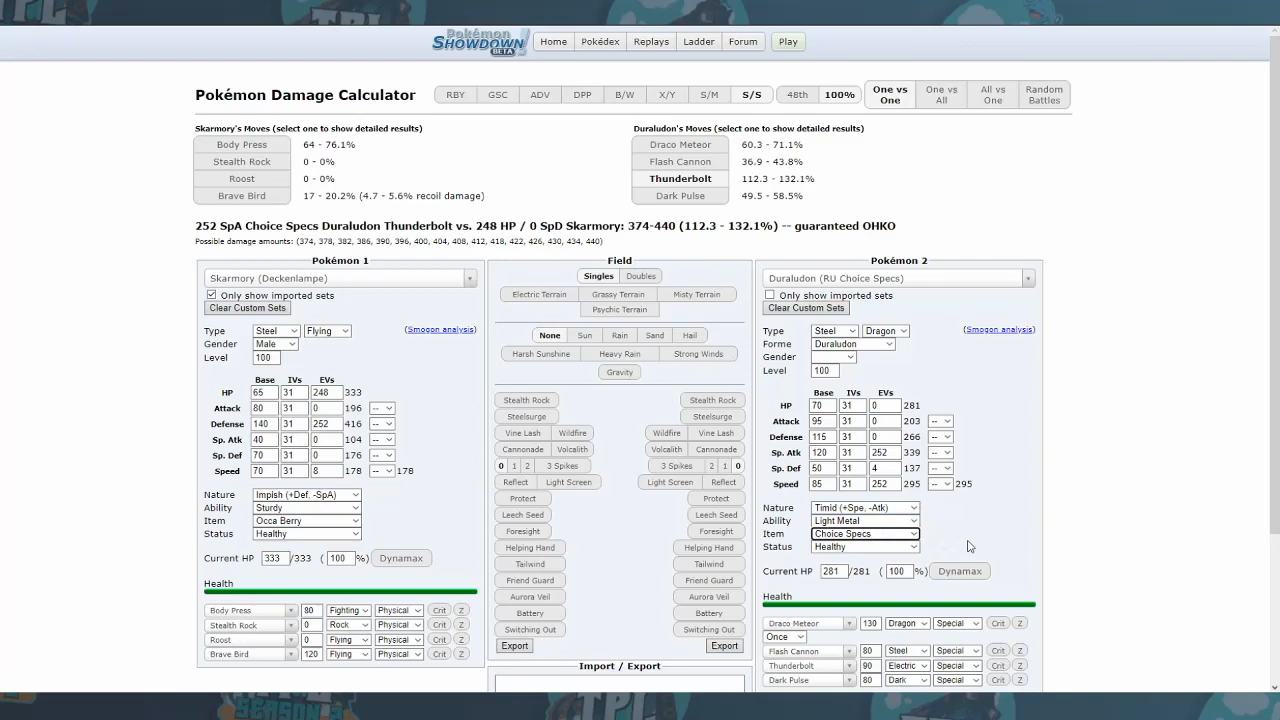 Pokémon
SHOWDOWN!
BETA
Home Pokédex Replays Ladder Forum Play
Pokémon Damage Calculator
RBY GSC ADV DPP B/W X/Y S/M S/S 48th 100%
One vs One
One vs All
All vs One
Random Battles
Skarmory's Moves (select one to show detailed results)
Body Press 64 - 76.1%
Stealth Rock 0 - 0%
Roost 0 - 0%
Brave Bird 17 - 20.2% (4.7 - 5.6% recoil damage)
Duraludon's Moves (select one to show detailed results)
Draco Meteor 60.3 - 71.1%
Flash Cannon 36.9 - 43.8%
Thunderbolt 112.3 - 132.1%
Dark Pulse 49.5 - 58.5%
252 SpA Choice Specs Duraludon Thunderbolt vs. 248 HP / 0 SpD Skarmory: 374-440 (112.3 - 132.1%) -- guaranteed OHKO
Possible damage amounts: (374, 378, 382, 386, 390, 396, 400, 404, 408, 412, 418, 422, 426, 430, 434, 440)
Pokémon 1
Skarmory (Deckenlampe)
Only show imported sets
Clear Custom Sets
Type Steel Flying (Smogon analysis)
Gender Male
Level 100
Base IVs EVs
HP 65 31 248 333
Attack 80 31 0 196 --
Defense 140 31 252 416 --
Sp. Atk 40 31 0 104 --
Sp. Def 70 31 0 176 --
Speed 70 31 8 178 -- 178
Nature Impish (+Def, -SpA)
Ability Sturdy
Item Occa Berry
Status Healthy
Current HP 333 /333 ( 100 %) Dynamax
Health
Body Press 80 Fighting Physical Crit Z
Stealth Rock 0 Rock Physical Crit Z
Roost 0 Flying Physical Crit Z
Brave Bird 120 Flying Physical Crit Z
Field
Singles Doubles
Electric Terrain Grassy Terrain Misty Terrain
Psychic Terrain
None Sun Rain Sand Hail
Harsh Sunshine Heavy Rain Strong Winds
Gravity
Stealth Rock Stealth Rock
Steelsurge Steelsurge
Vine Lash Wildfire Wildfire Vine Lash
Cannonade Volcalith Volcalith Cannonade
0 1 2 3 Spikes 3 Spikes 2 1 0
Reflect Light Screen Light Screen Reflect
Protect Protect
Leech Seed Leech Seed
Foresight Foresight
Helping Hand Helping Hand
Tailwind Tailwind
Friend Guard Friend Guard
Aurora Veil Aurora Veil
Battery Battery
Switching Out Switching Out
Export Export
Import / Export
Pokémon 2
Duraludon (RU Choice Specs)
Only show imported sets
Clear Custom Sets
Type Steel Dragon (Smogon analysis)
Forme Duraludon
Gender
Level 100
Base IVs EVs
HP 70 31 0 281
Attack 95 31 0 203 --
Defense 115 31 0 266 --
Sp. Atk 120 31 252 339 --
Sp. Def 50 31 4 137 --
Speed 85 31 252 295 -- 295
Nature Timid (+Spe, -Atk)
Ability Light Metal
Item Choice Specs
Status Healthy
Current HP 281 /281 ( 100 %) Dynamax
Health
Draco Meteor 130 Dragon Special Crit Z
Once
Flash Cannon 80 Steel Special Crit Z
Thunderbolt 90 Electric Special Crit Z
Dark Pulse 80 Dark Special Crit Z